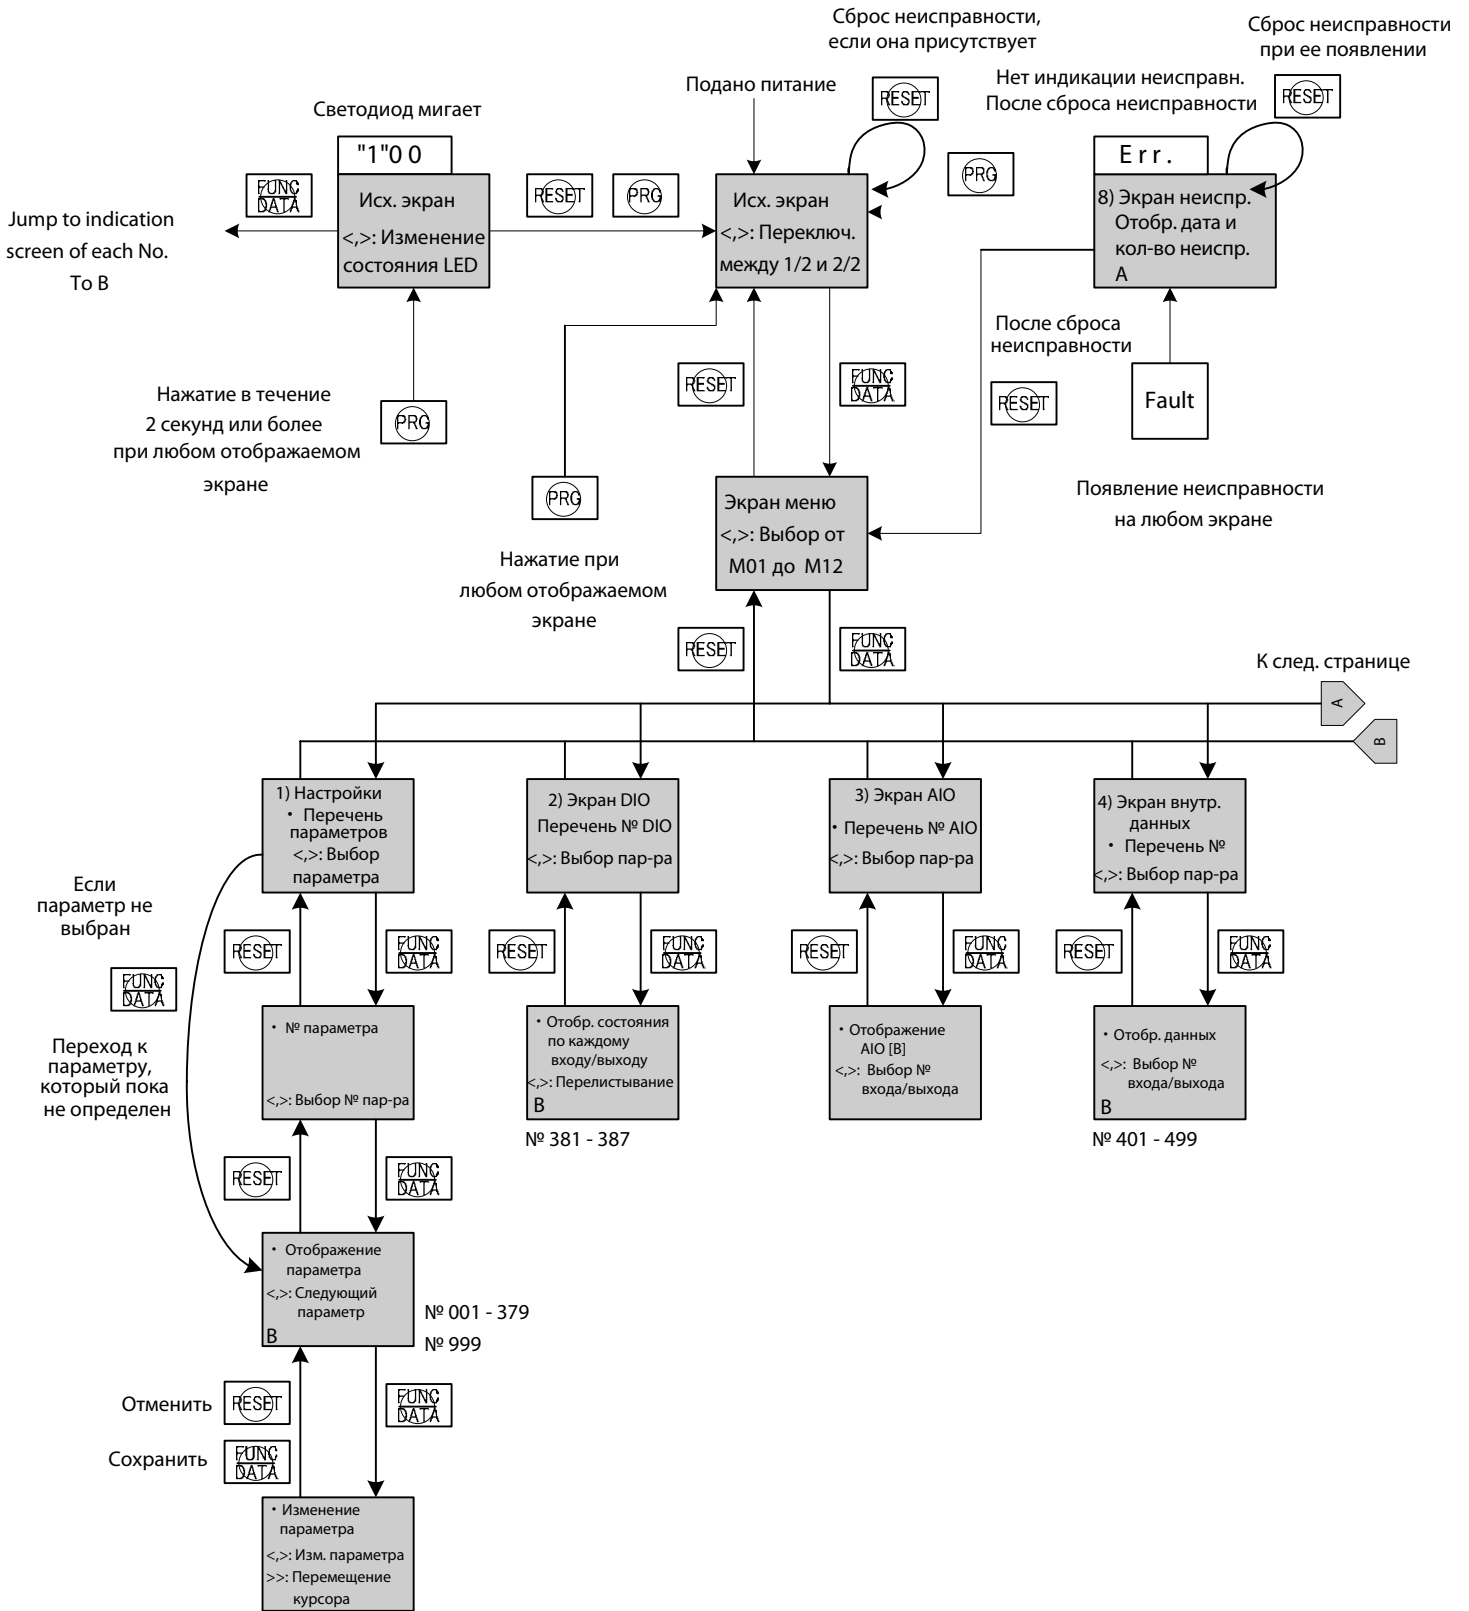 Сброс неисправности,
если она присутствует
Сброс неисправности
при ее появлении
Подано питание
Нет индикации неисправн.
После сброса неисправности
RESET
RESET
Светодиод мигает
"1"0 0
Err.
FUNC
DATA
Исх. экран
<,>: Изменение
состояния LED
RESET
PRG
Исх. экран
<,>: Переключ.
между 1/2 и 2/2
PRG
8) Экран неиспр.
Отобр. дата и
кол-во неиспр.
A
Jump to indication
screen of each No.
To B
После сброса
неисправности
RESET
FUNC
DATA
RESET
Fault
Нажатие в течение
2 секунд или более
при любом отображаемом
экране
PRG
PRG
Экран меню
<,>: Выбор от
M01 до M12
Появление неисправности
на любом экране
Нажатие при
любом отображаемом
экране
RESET
FUNC
DATA
К след. странице
A
B
1) Настройки
• Перечень
параметров
<,>: Выбор
параметра
2) Экран DIO
Перечень № DIO
<,>: Выбор пар-ра
3) Экран AIO
• Перечень № AIO
<,>: Выбор пар-ра
4) Экран внутр.
данных
• Перечень №
<,>: Выбор пар-ра
Если
параметр не
выбран
FUNC
DATA
Переход к
параметру,
который пока
не определен
RESET
FUNC
DATA
RESET
FUNC
DATA
RESET
FUNC
DATA
RESET
FUNC
DATA
• № параметра
<,>: Выбор № пар-ра
• Отобр. состояния
по каждому
входу/выходу
<,>: Перелистывание
B
• Отображение
AIO [B]
<,>: Выбор №
входа/выхода
• Отобр. данных
<,>: Выбор №
входа/выхода
B
№ 381 - 387
№ 401 - 499
RESET
FUNC
DATA
• Отображение
параметра
<,>: Следующий
параметр
B
№ 001 - 379
№ 999
Отменить
RESET
FUNC
DATA
Сохранить
FUNC
DATA
• Изменение
параметра
<,>: Изм. параметра
>>: Перемещение
курсора